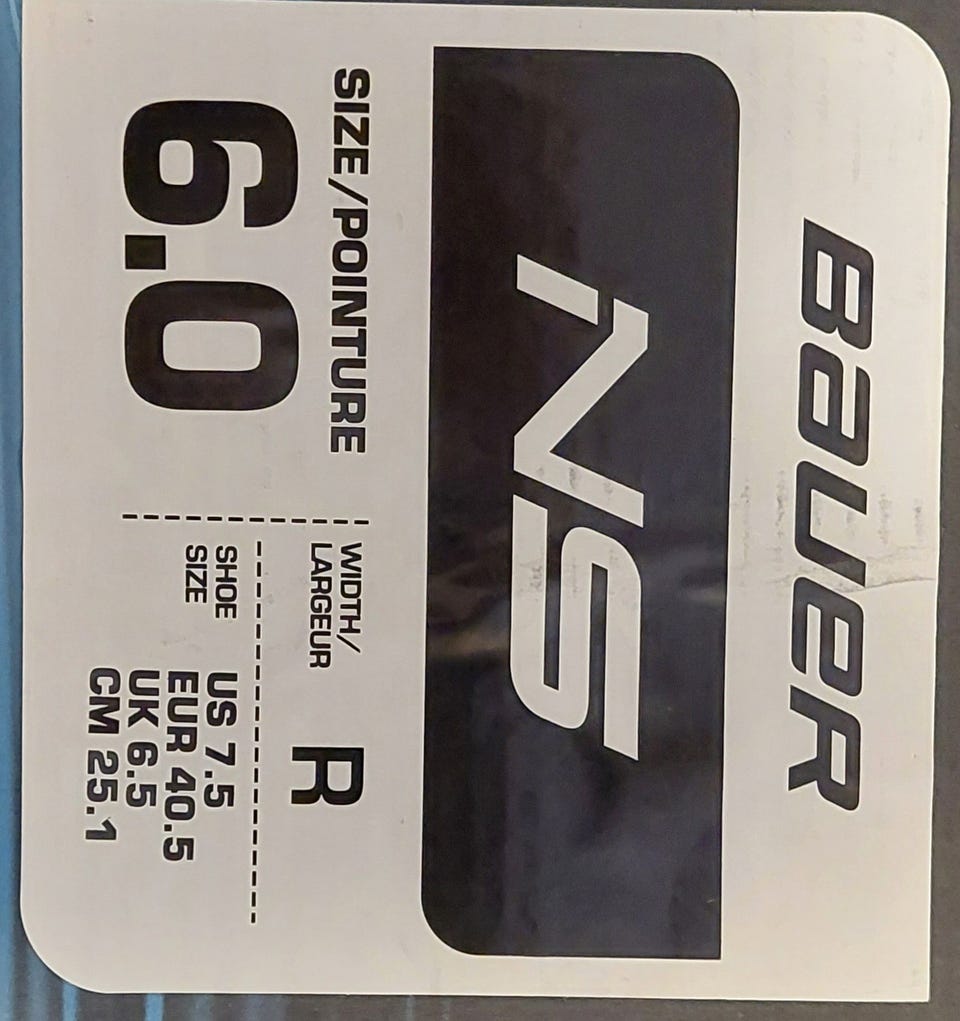 BAUER
NS
SIZE/POINTURE
6.0
WIDTH/
LARGEUR
R
SHOE
SIZE
US 7.5
EUR 40.5
UK 6.5
CM 25.1